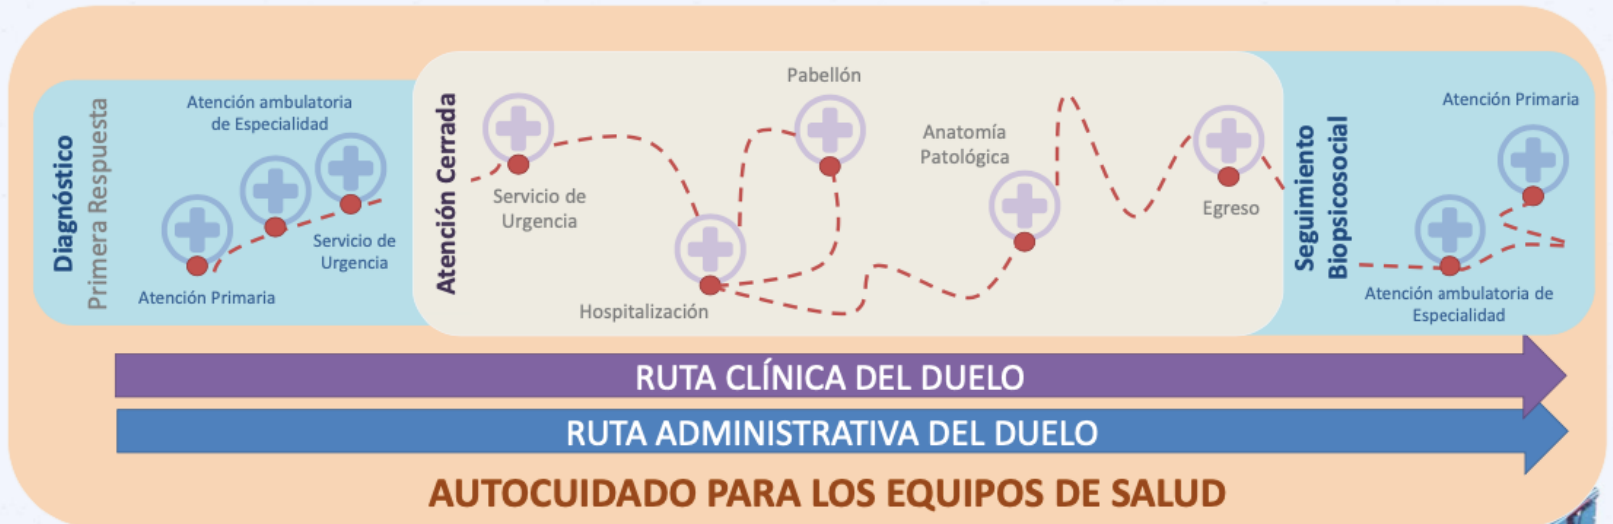 Diagnóstico
Primera Respuesta
Atención ambulatoria
de Especialidad
Servicio de
Urgencia
Atención Primaria
Atención Cerrada
Servicio de
Urgencia
Hospitalización
Pabellón
Anatomía
Patológica
Egreso
Seguimiento
Biopsicosocial
Atención Primaria
Atención ambulatoria de
Especialidad
RUTA CLÍNICA DEL DUELO
RUTA ADMINISTRATIVA DEL DUELO
AUTOCUIDADO PARA LOS EQUIPOS DE SALUD